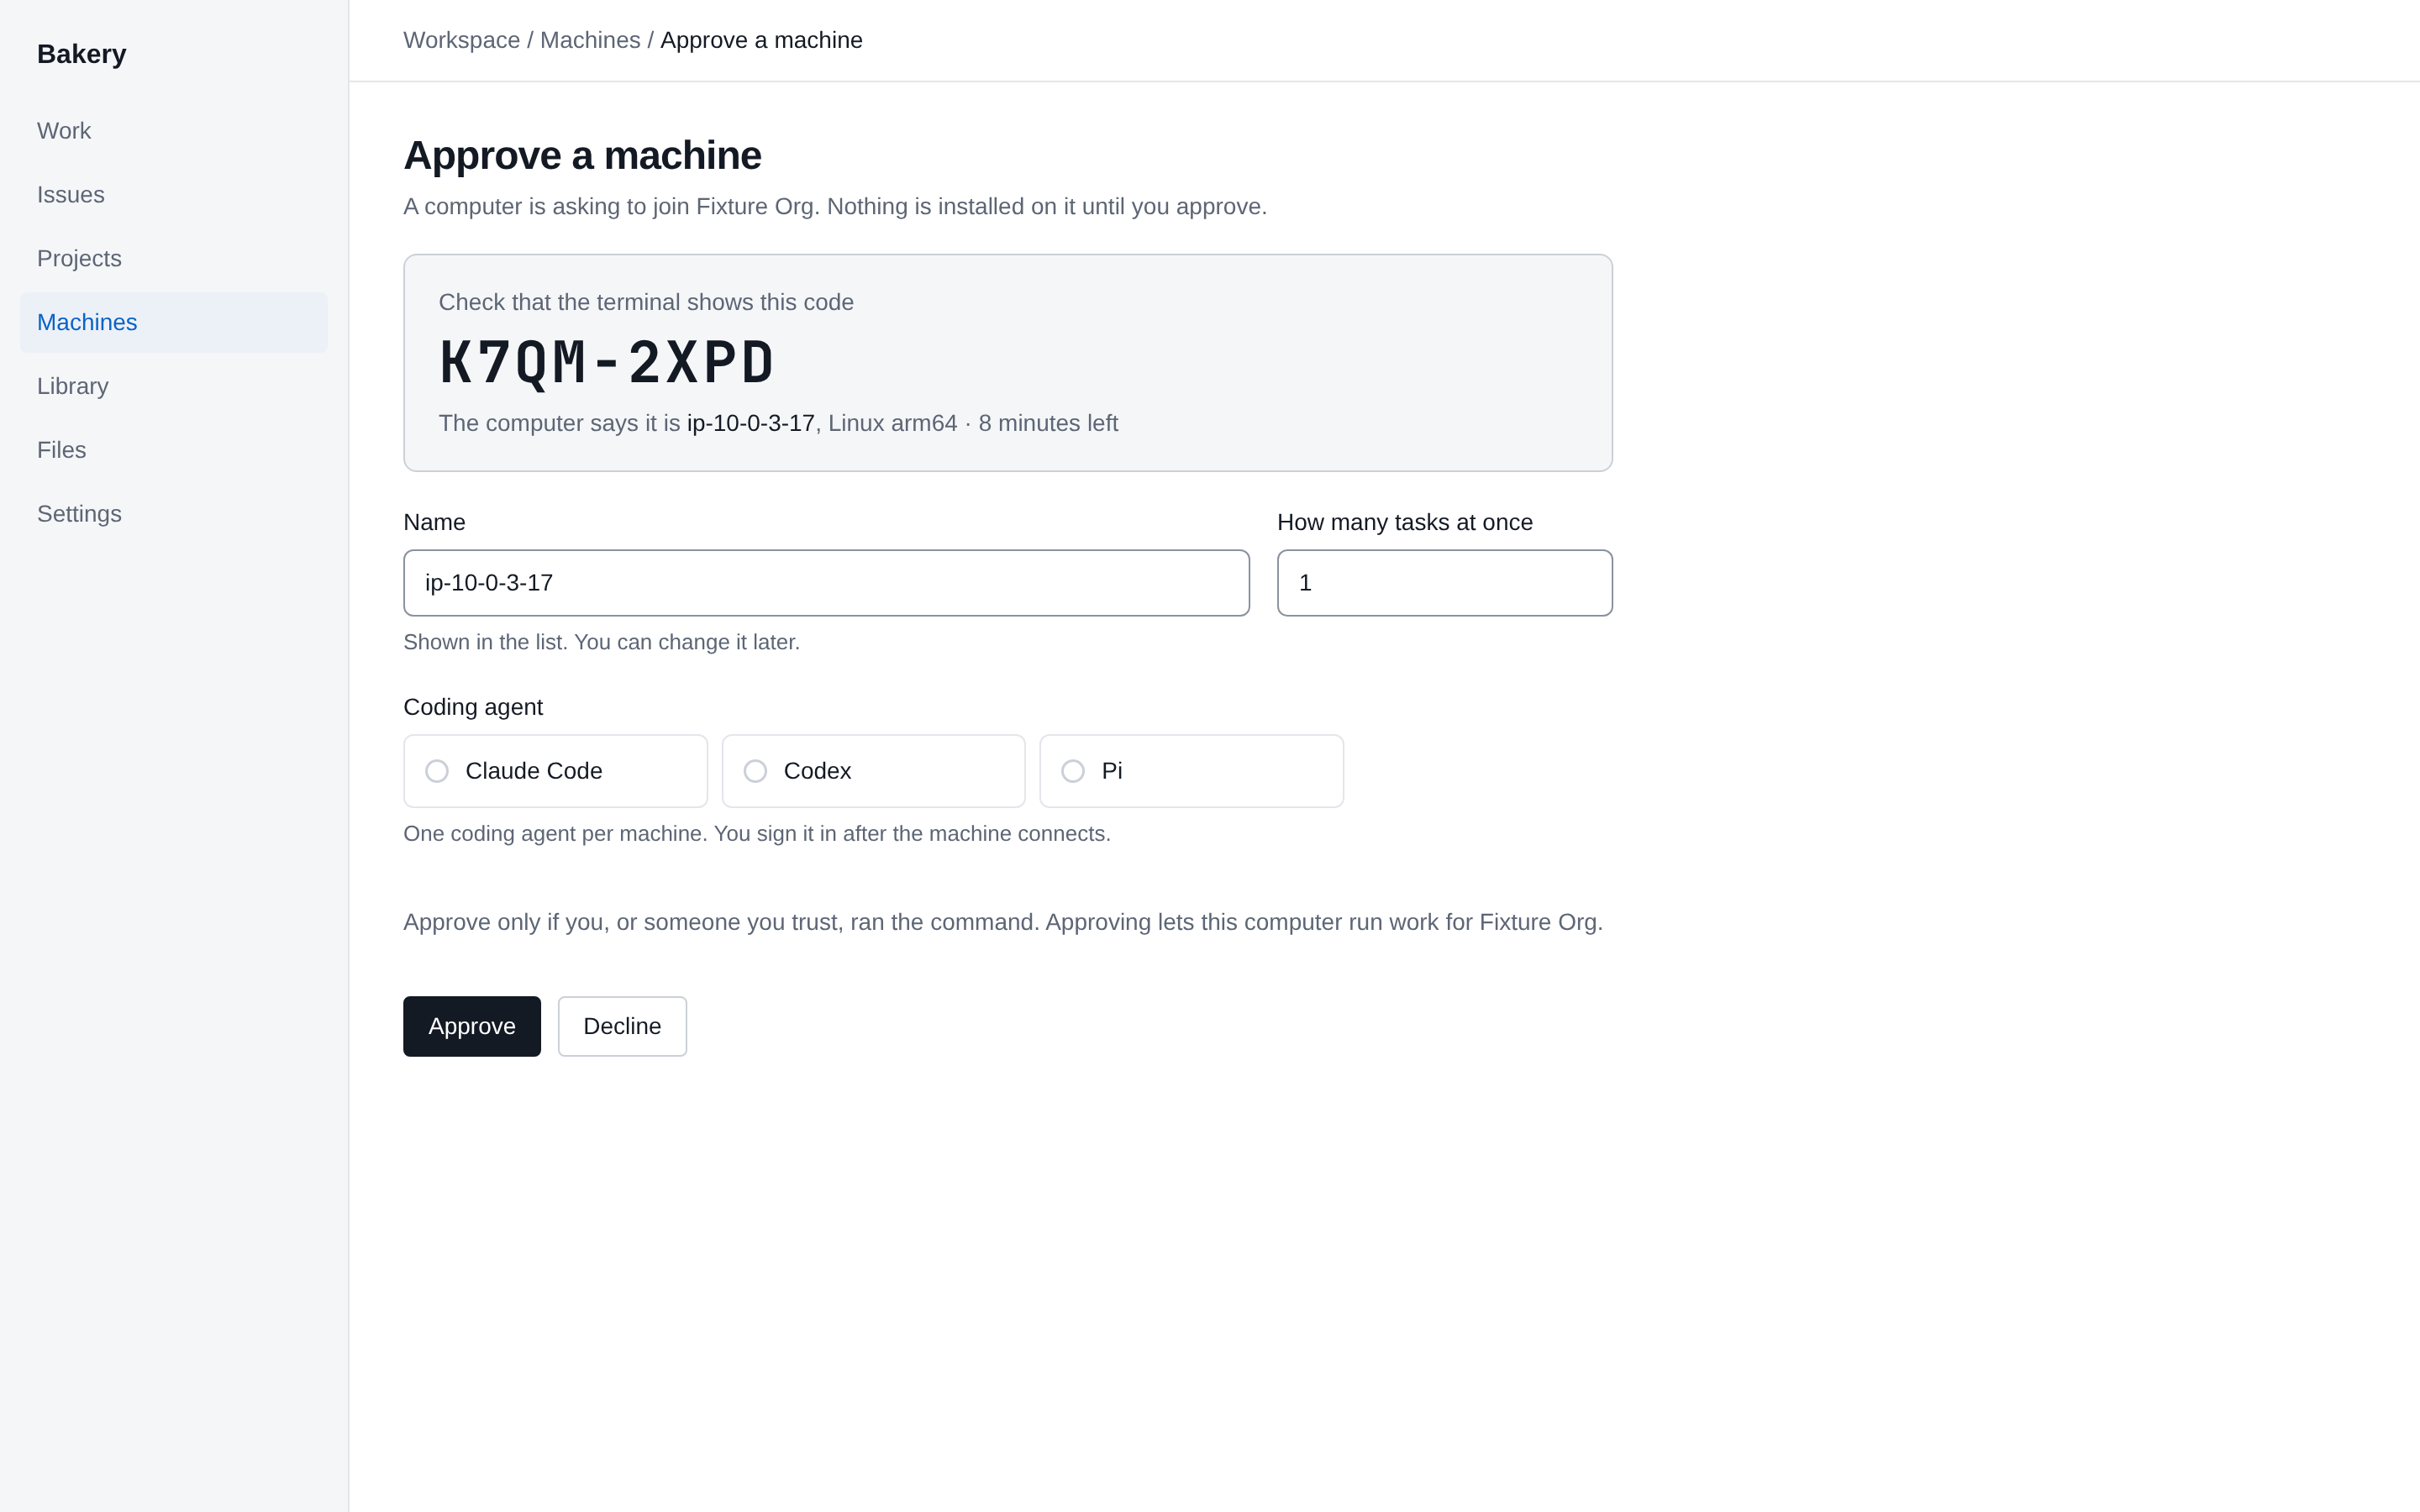 Bakery
Work
Issues
Projects
Machines
Library
Files
Settings
Workspace / Machines / Approve a machine
Approve a machine
A computer is asking to join Fixture Org. Nothing is installed on it until you approve.
Check that the terminal shows this code
K7QM-2XPD
The computer says it is ip-10-0-3-17, Linux arm64 · 8 minutes left
Name
How many tasks at once
ip-10-0-3-17
1
Shown in the list. You can change it later.
Coding agent
Claude Code
Codex
Pi
One coding agent per machine. You sign it in after the machine connects.
Approve only if you, or someone you trust, ran the command. Approving lets this computer run work for Fixture Org.
Approve
Decline